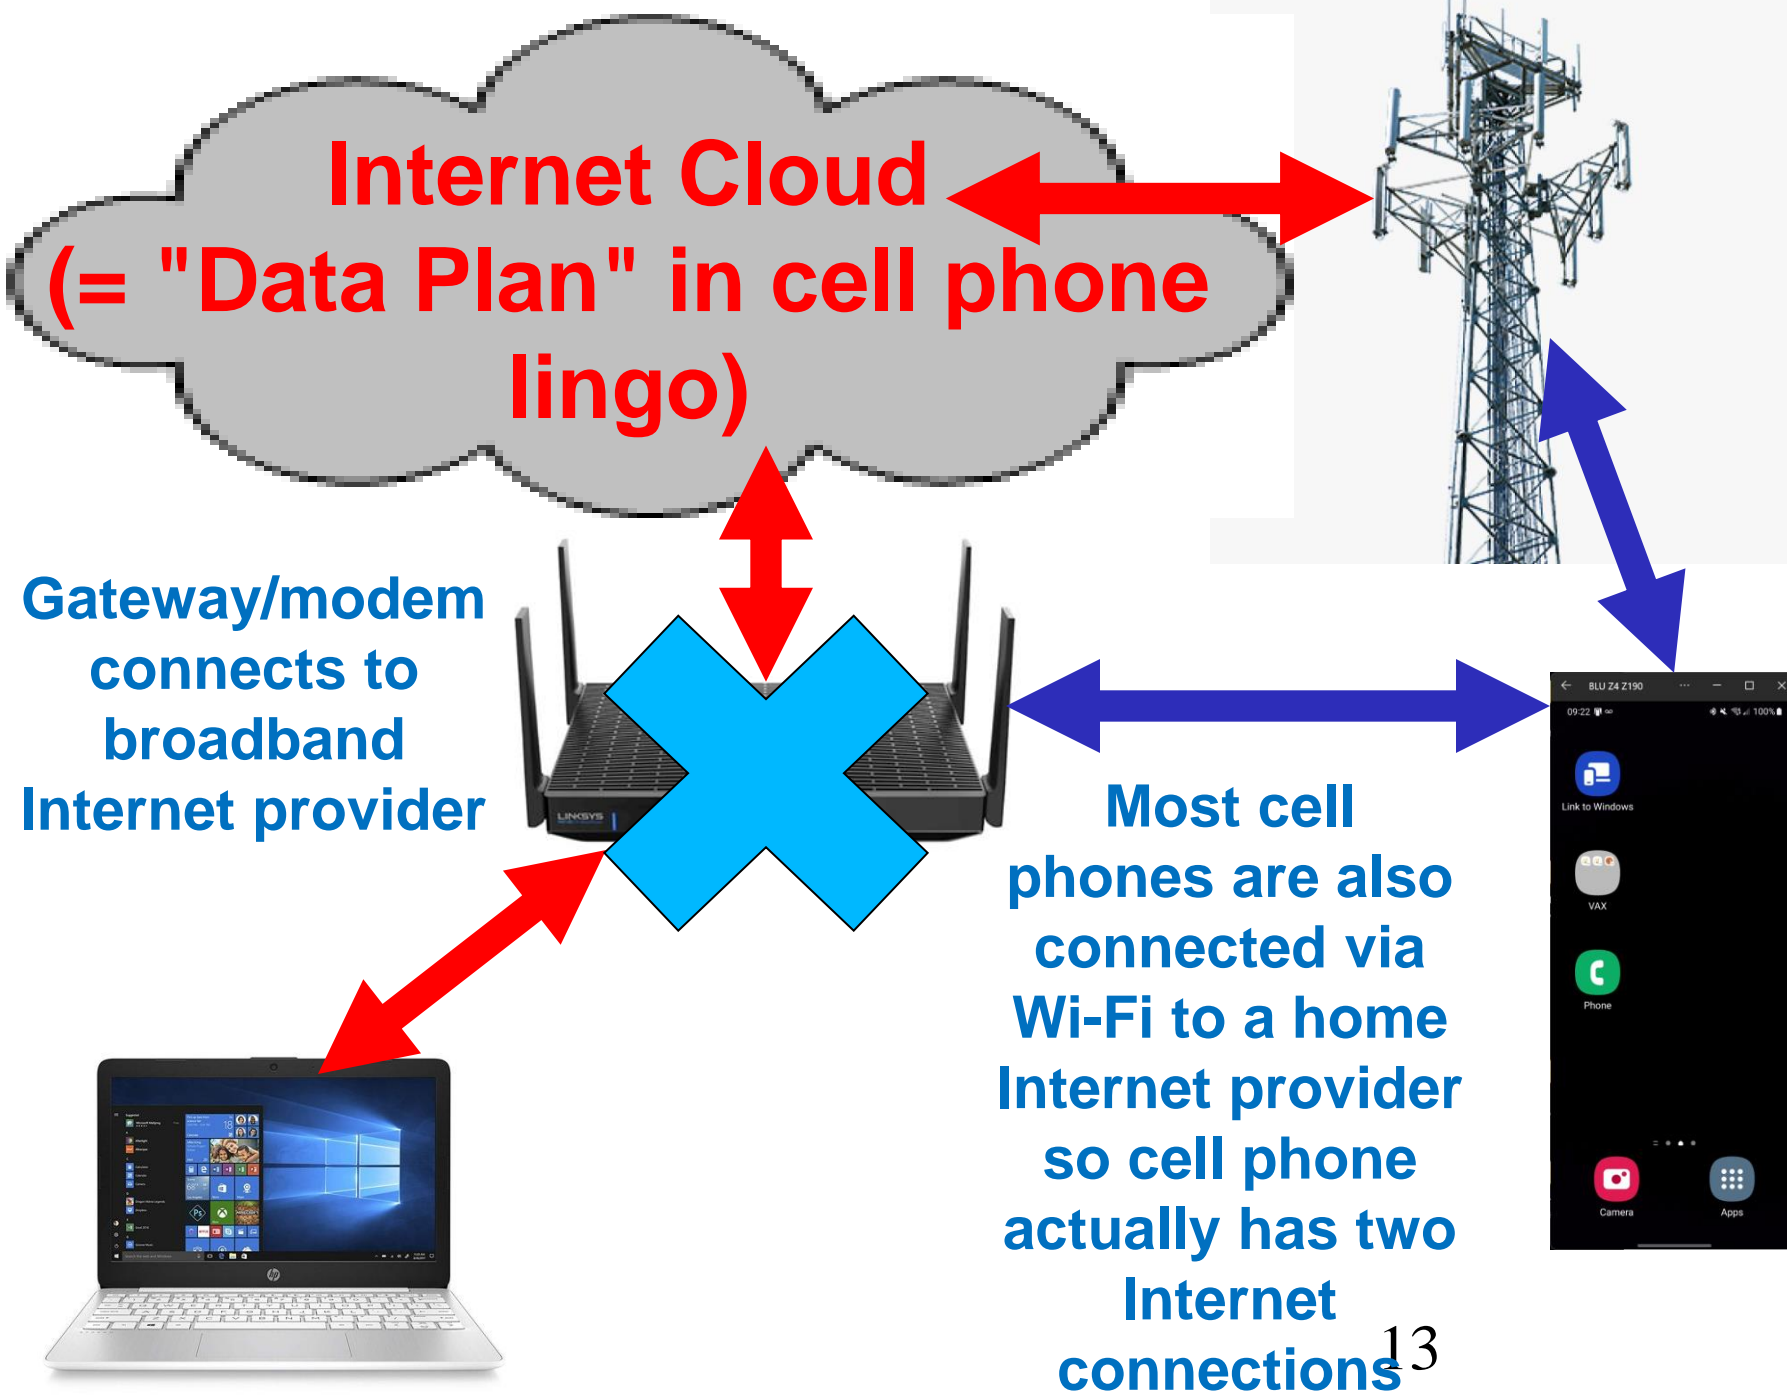 Internet Cloud
(= "Data Plan" in cell phone
lingo)
Gateway/modem
connects to
broadband
Internet provider
LINKSYS
Most cell
phones are also
connected via
Wi-Fi to a home
Internet provider
so cell phone
actually has two
Internet
connections
13
BLU Z4 Z190
09:22
100%
Link to Windows
VAX
Phone
Camera
Apps
hp